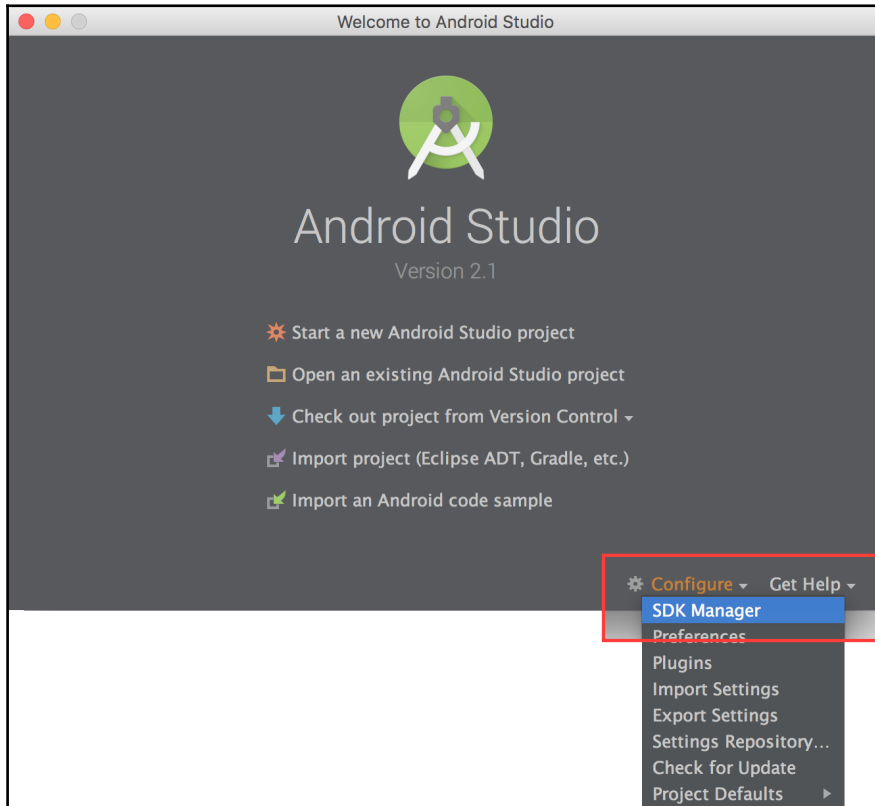 Welcome to Android Studio
Android Studio
Version 2.1
Start a new Android Studio project
Open an existing Android Studio project
Check out project from Version Control
Import project (Eclipse ADT, Gradle, etc.)
Import an Android code sample
Configure Get Help
SDK Manager
Preferences
Plugins
Import Settings
Export Settings
Settings Repository...
Check for Update
Project Defaults